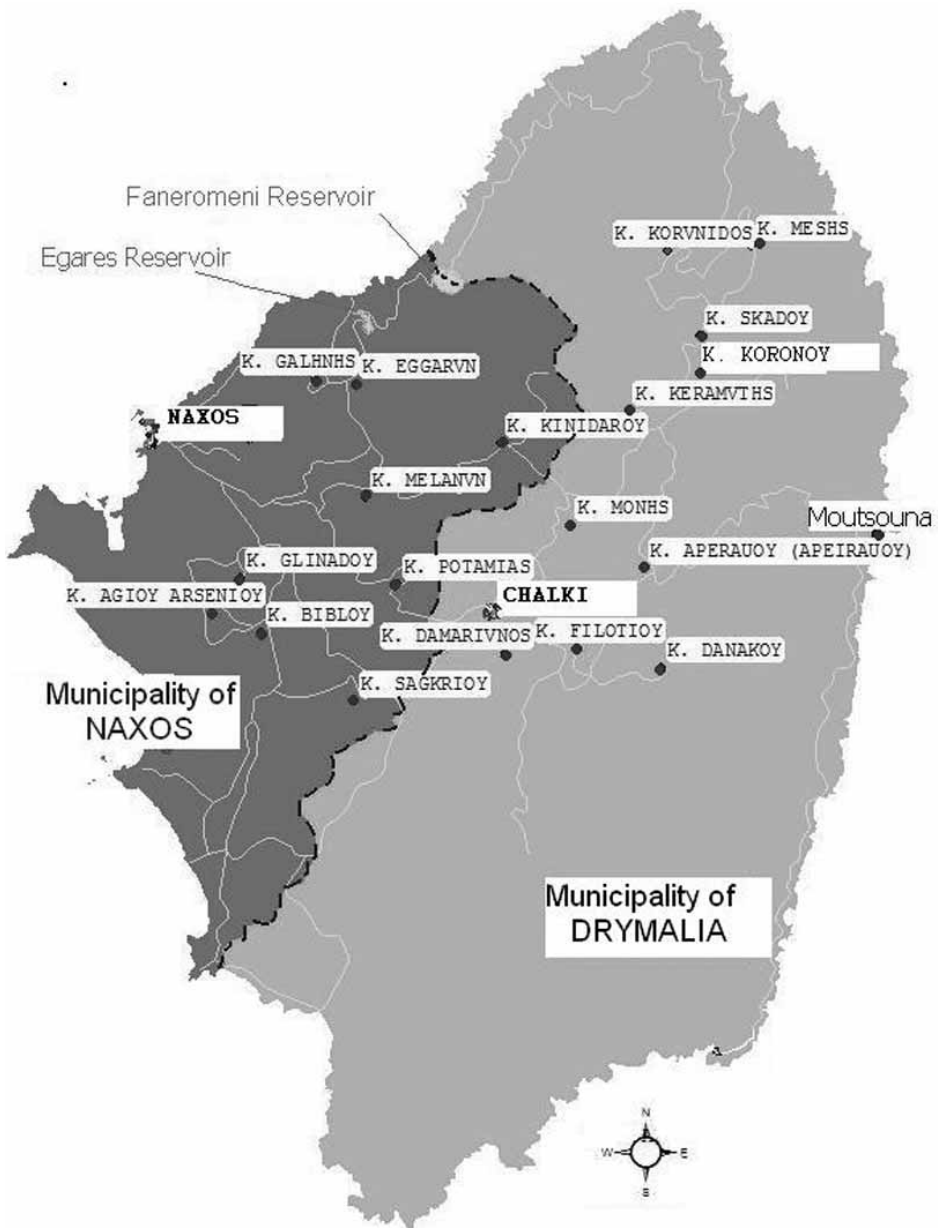 Faneromeni Reservoir
K. KORVNIDOS
K. MESHS
Egares Reservoir
K. SKADOY
K. KORONOY
K. GALHNHS
K. EGGARVN
K. KERAMVTHS
NAXOS
K. KINIDAROY
K. MELANVN
K. MONHS
Moutsouna
K. APERAUOY (APEIRAUOY)
K. GLINADOY
K. POTAMIAS
K. AGIOY ARSENIOY
CHALKI
K. BIBLOY
K. DAMARIVNOS
K. FILOTIOY
K. DANAKOY
K. SAGKRIOY
Municipality of
NAXOS
Municipality of
DRYMALIA
N
W
E
S